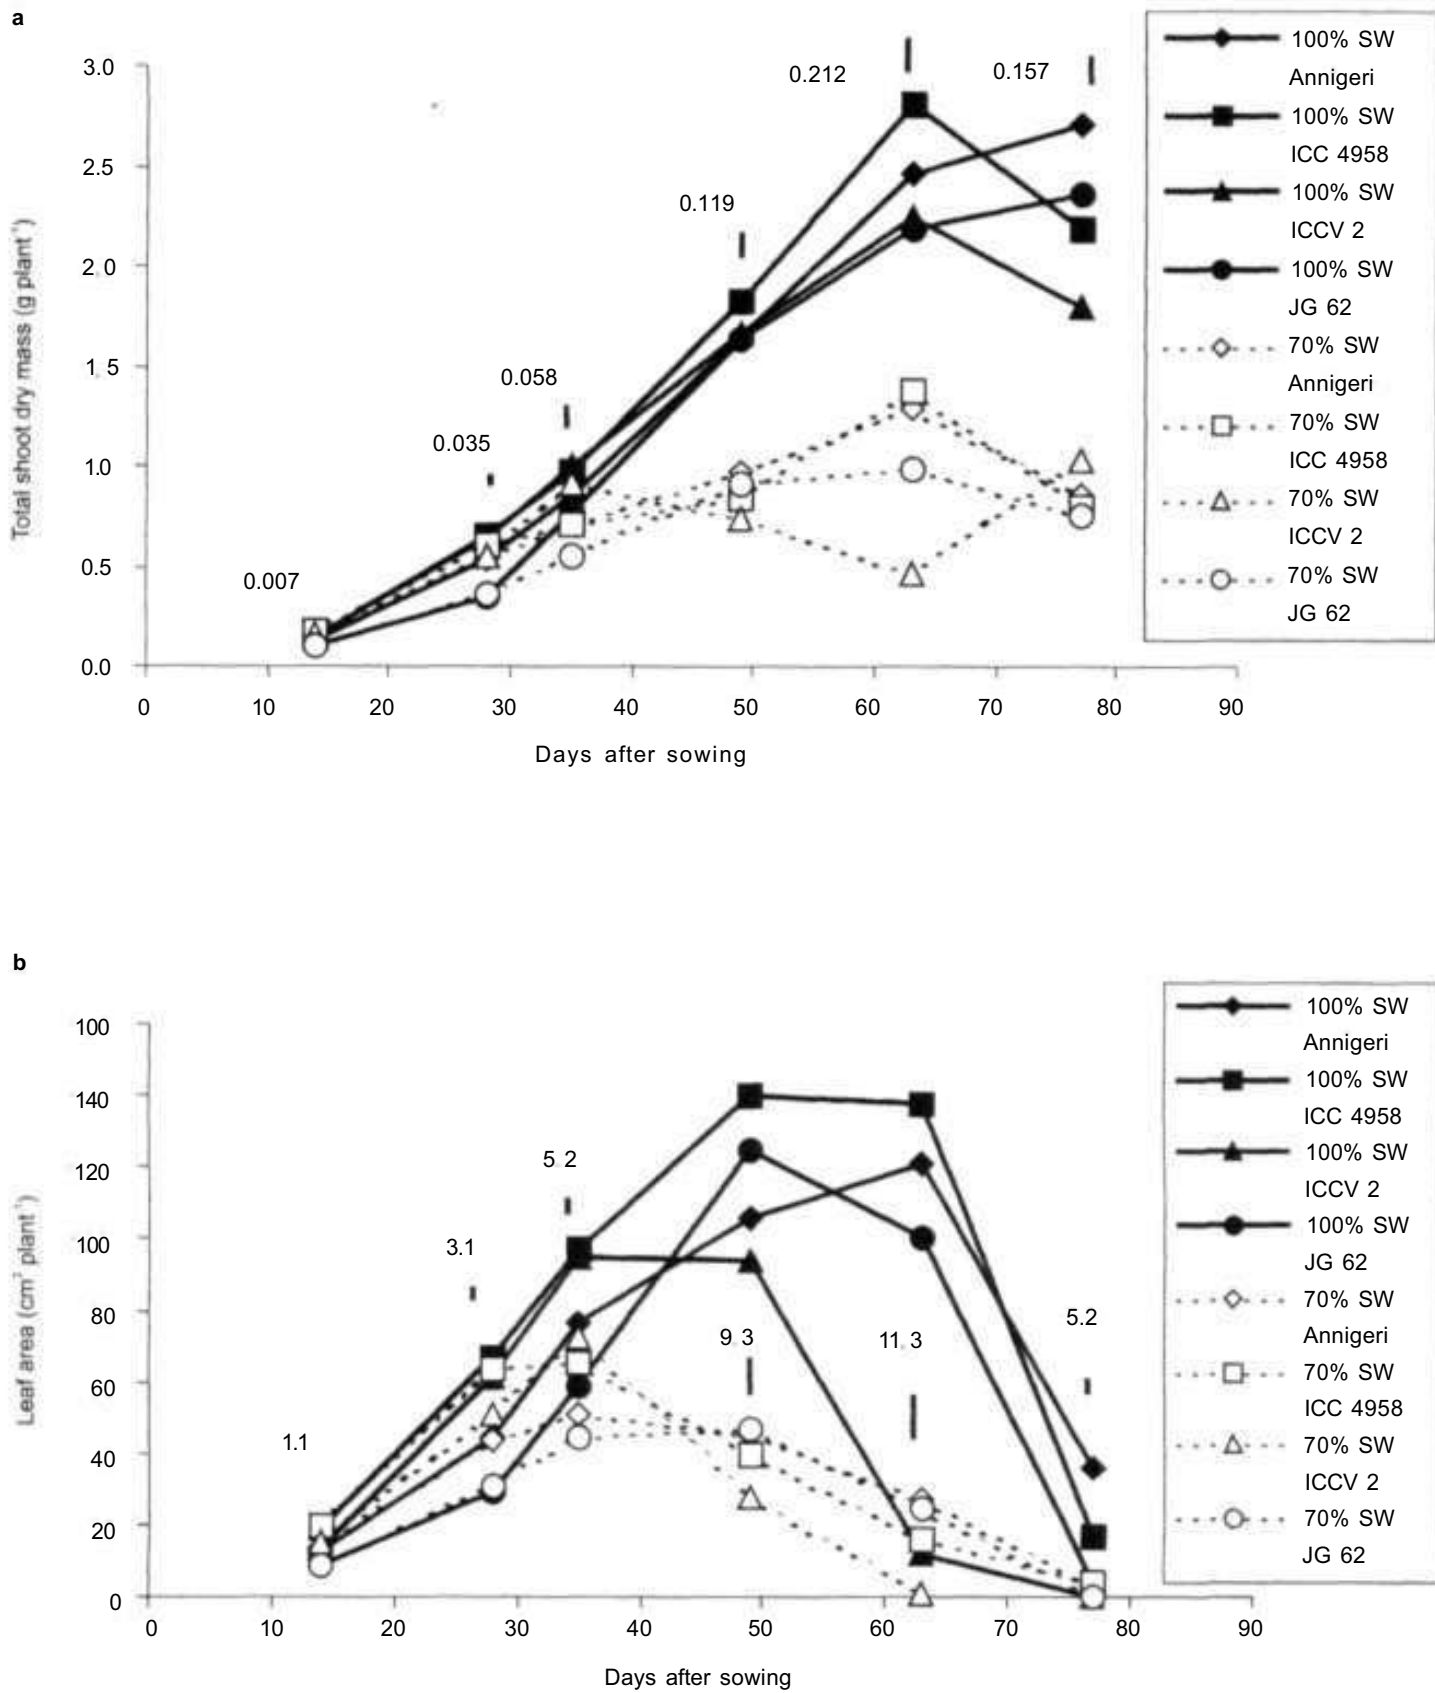 a
Total shoot dry mass (g plant⁻¹)
3.0
2.5
2.0
1 5
1.0
0.5
0.0
0.007
0.035
0.058
0.119
0.212
0.157
0 10 20 30 40 50 60 70 80 90
Days after sowing
100% SW
Annigeri
100% SW
ICC 4958
100% SW
ICCV 2
100% SW
JG 62
70% SW
Annigeri
70% SW
ICC 4958
70% SW
ICCV 2
70% SW
JG 62
b
Leaf area (cm² plant⁻¹)
100
140
120
100
80
60
40
20
0
1.1
3.1
5 2
9 3
11.3
5.2
0 10 20 30 40 50 60 70 80 90
Days after sowing
100% SW
Annigeri
100% SW
ICC 4958
100% SW
ICCV 2
100% SW
JG 62
70% SW
Annigeri
70% SW
ICC 4958
70% SW
ICCV 2
70% SW
JG 62